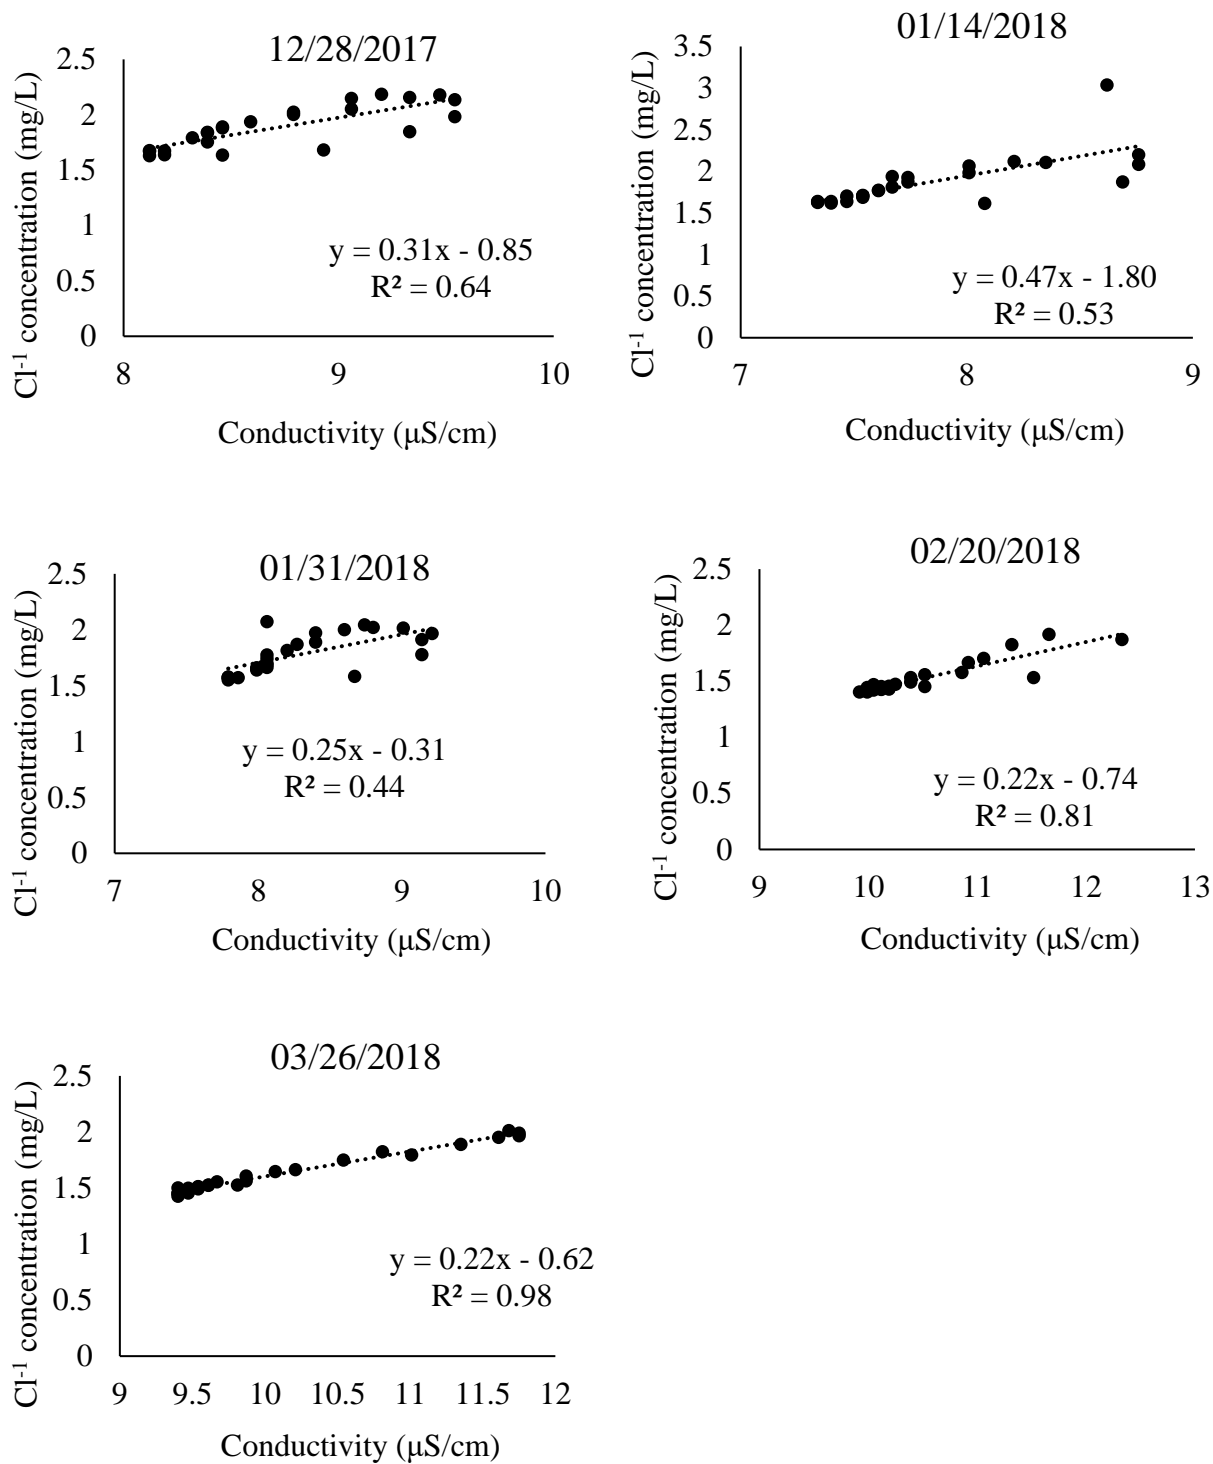 12/28/2017
Cl⁻¹ concentration (mg/L)
2.5
2
1.5
1
0.5
0
y = 0.31x - 0.85
R² = 0.64
8 9 10
Conductivity (μS/cm)
01/14/2018
Cl⁻¹ concentration (mg/L)
3.5
3
2.5
2
1.5
1
0.5
0
y = 0.47x - 1.80
R² = 0.53
7 8 9
Conductivity (μS/cm)
01/31/2018
Cl⁻¹ concentration (mg/L)
2.5
2
1.5
1
0.5
0
y = 0.25x - 0.31
R² = 0.44
7 8 9 10
Conductivity (μS/cm)
02/20/2018
Cl⁻¹ concentration (mg/L)
2.5
2
1.5
1
0.5
0
y = 0.22x - 0.74
R² = 0.81
9 10 11 12 13
Conductivity (μS/cm)
03/26/2018
Cl⁻¹ concentration (mg/L)
2.5
2
1.5
1
0.5
0
y = 0.22x - 0.62
R² = 0.98
9 9.5 10 10.5 11 11.5 12
Conductivity (μS/cm)